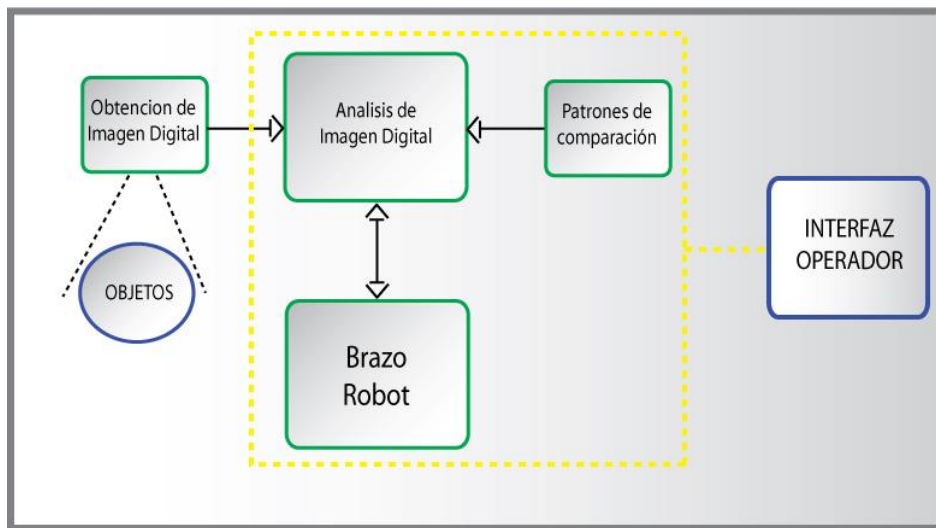 Obtencion de
Imagen Digital
Analisis de
Imagen Digital
Patrones de
comparación
OBJETOS
INTERFAZ
OPERADOR
Brazo
Robot